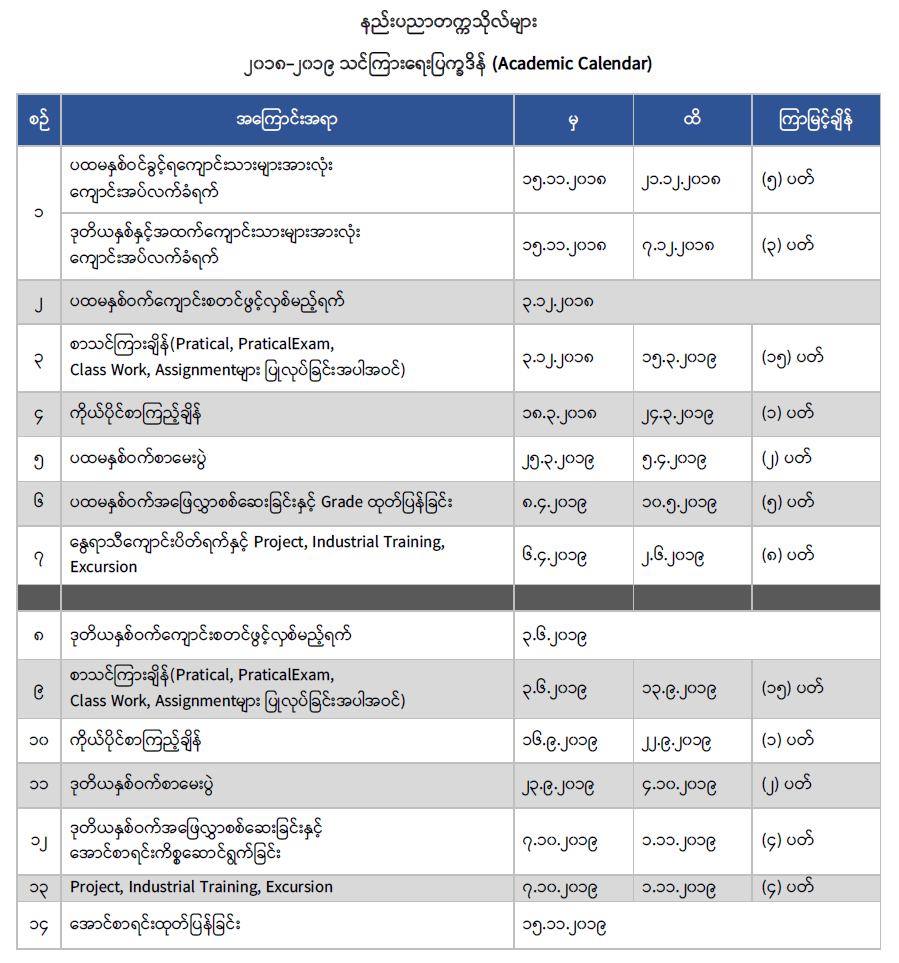 နည်းပညာတက္ကသိုလ်များ
၂၀၁၈–၂၀၁၉ သင်ကြားရေးပြက္ခဒိန် (Academic Calendar)
စဉ် အကြောင်းအရာ မှ ထိ ကြာမြင့်ချိန်
၁
ပထမနှစ်ဝင်ခွင့်ရကျောင်းသားများအားလုံး
ကျောင်းအပ်လက်ခံရက် ၁၅.၁၁.၂၀၁၈ ၂၁.၁၂.၂၀၁၈ (၅) ပတ်
ဒုတိယနှစ်နှင့်အထက်ကျောင်းသားများအားလုံး
ကျောင်းအပ်လက်ခံရက် ၁၅.၁၁.၂၀၁၈ ၇.၁၂.၂၀၁၈ (၃) ပတ်
၂ ပထမနှစ်ဝက်ကျောင်းစတင်ဖွင့်လှစ်မည့်ရက် ၃.၁၂.၂၀၁၈
၃ စာသင်ကြားချိန်(Pratical, PraticalExam,
Class Work, Assignmentများ ပြုလုပ်ခြင်းအပါအဝင်) ၃.၁၂.၂၀၁၈ ၁၅.၃.၂၀၁၉ (၁၅) ပတ်
၄ ကိုယ်ပိုင်စာကြည့်ချိန် ၁၈.၃.၂၀၁၈ ၂၄.၃.၂၀၁၉ (၁) ပတ်
၅ ပထမနှစ်ဝက်စာမေးပွဲ ၂၅.၃.၂၀၁၉ ၅.၄.၂၀၁၉ (၂) ပတ်
၆ ပထမနှစ်ဝက်အဖြေလွှာစစ်ဆေးခြင်းနှင့် Grade ထုတ်ပြန်ခြင်း ၈.၄.၂၀၁၉ ၁၀.၅.၂၀၁၉ (၅) ပတ်
၇ နွေရာသီကျောင်းပိတ်ရက်နှင့် Project, Industrial Training,
Excursion ၆.၄.၂၀၁၉ ၂.၆.၂၀၁၉ (၈) ပတ်
၈ ဒုတိယနှစ်ဝက်ကျောင်းစတင်ဖွင့်လှစ်မည့်ရက် ၃.၆.၂၀၁၉
၉ စာသင်ကြားချိန်(Pratical, PraticalExam,
Class Work, Assignmentများ ပြုလုပ်ခြင်းအပါအဝင်) ၃.၆.၂၀၁၉ ၁၃.၉.၂၀၁၉ (၁၅) ပတ်
၁၀ ကိုယ်ပိုင်စာကြည့်ချိန် ၁၆.၉.၂၀၁၉ ၂၂.၉.၂၀၁၉ (၁) ပတ်
၁၁ ဒုတိယနှစ်ဝက်စာမေးပွဲ ၂၃.၉.၂၀၁၉ ၄.၁၀.၂၀၁၉ (၂) ပတ်
၁၂ ဒုတိယနှစ်ဝက်အဖြေလွှာစစ်ဆေးခြင်းနှင့်
အောင်စာရင်းကိစ္စဆောင်ရွက်ခြင်း ၇.၁၀.၂၀၁၉ ၁.၁၁.၂၀၁၉ (၄) ပတ်
၁၃ Project, Industrial Training, Excursion ၇.၁၀.၂၀၁၉ ၁.၁၁.၂၀၁၉ (၄) ပတ်
၁၄ အောင်စာရင်းထုတ်ပြန်ခြင်း ၁၅.၁၁.၂၀၁၉